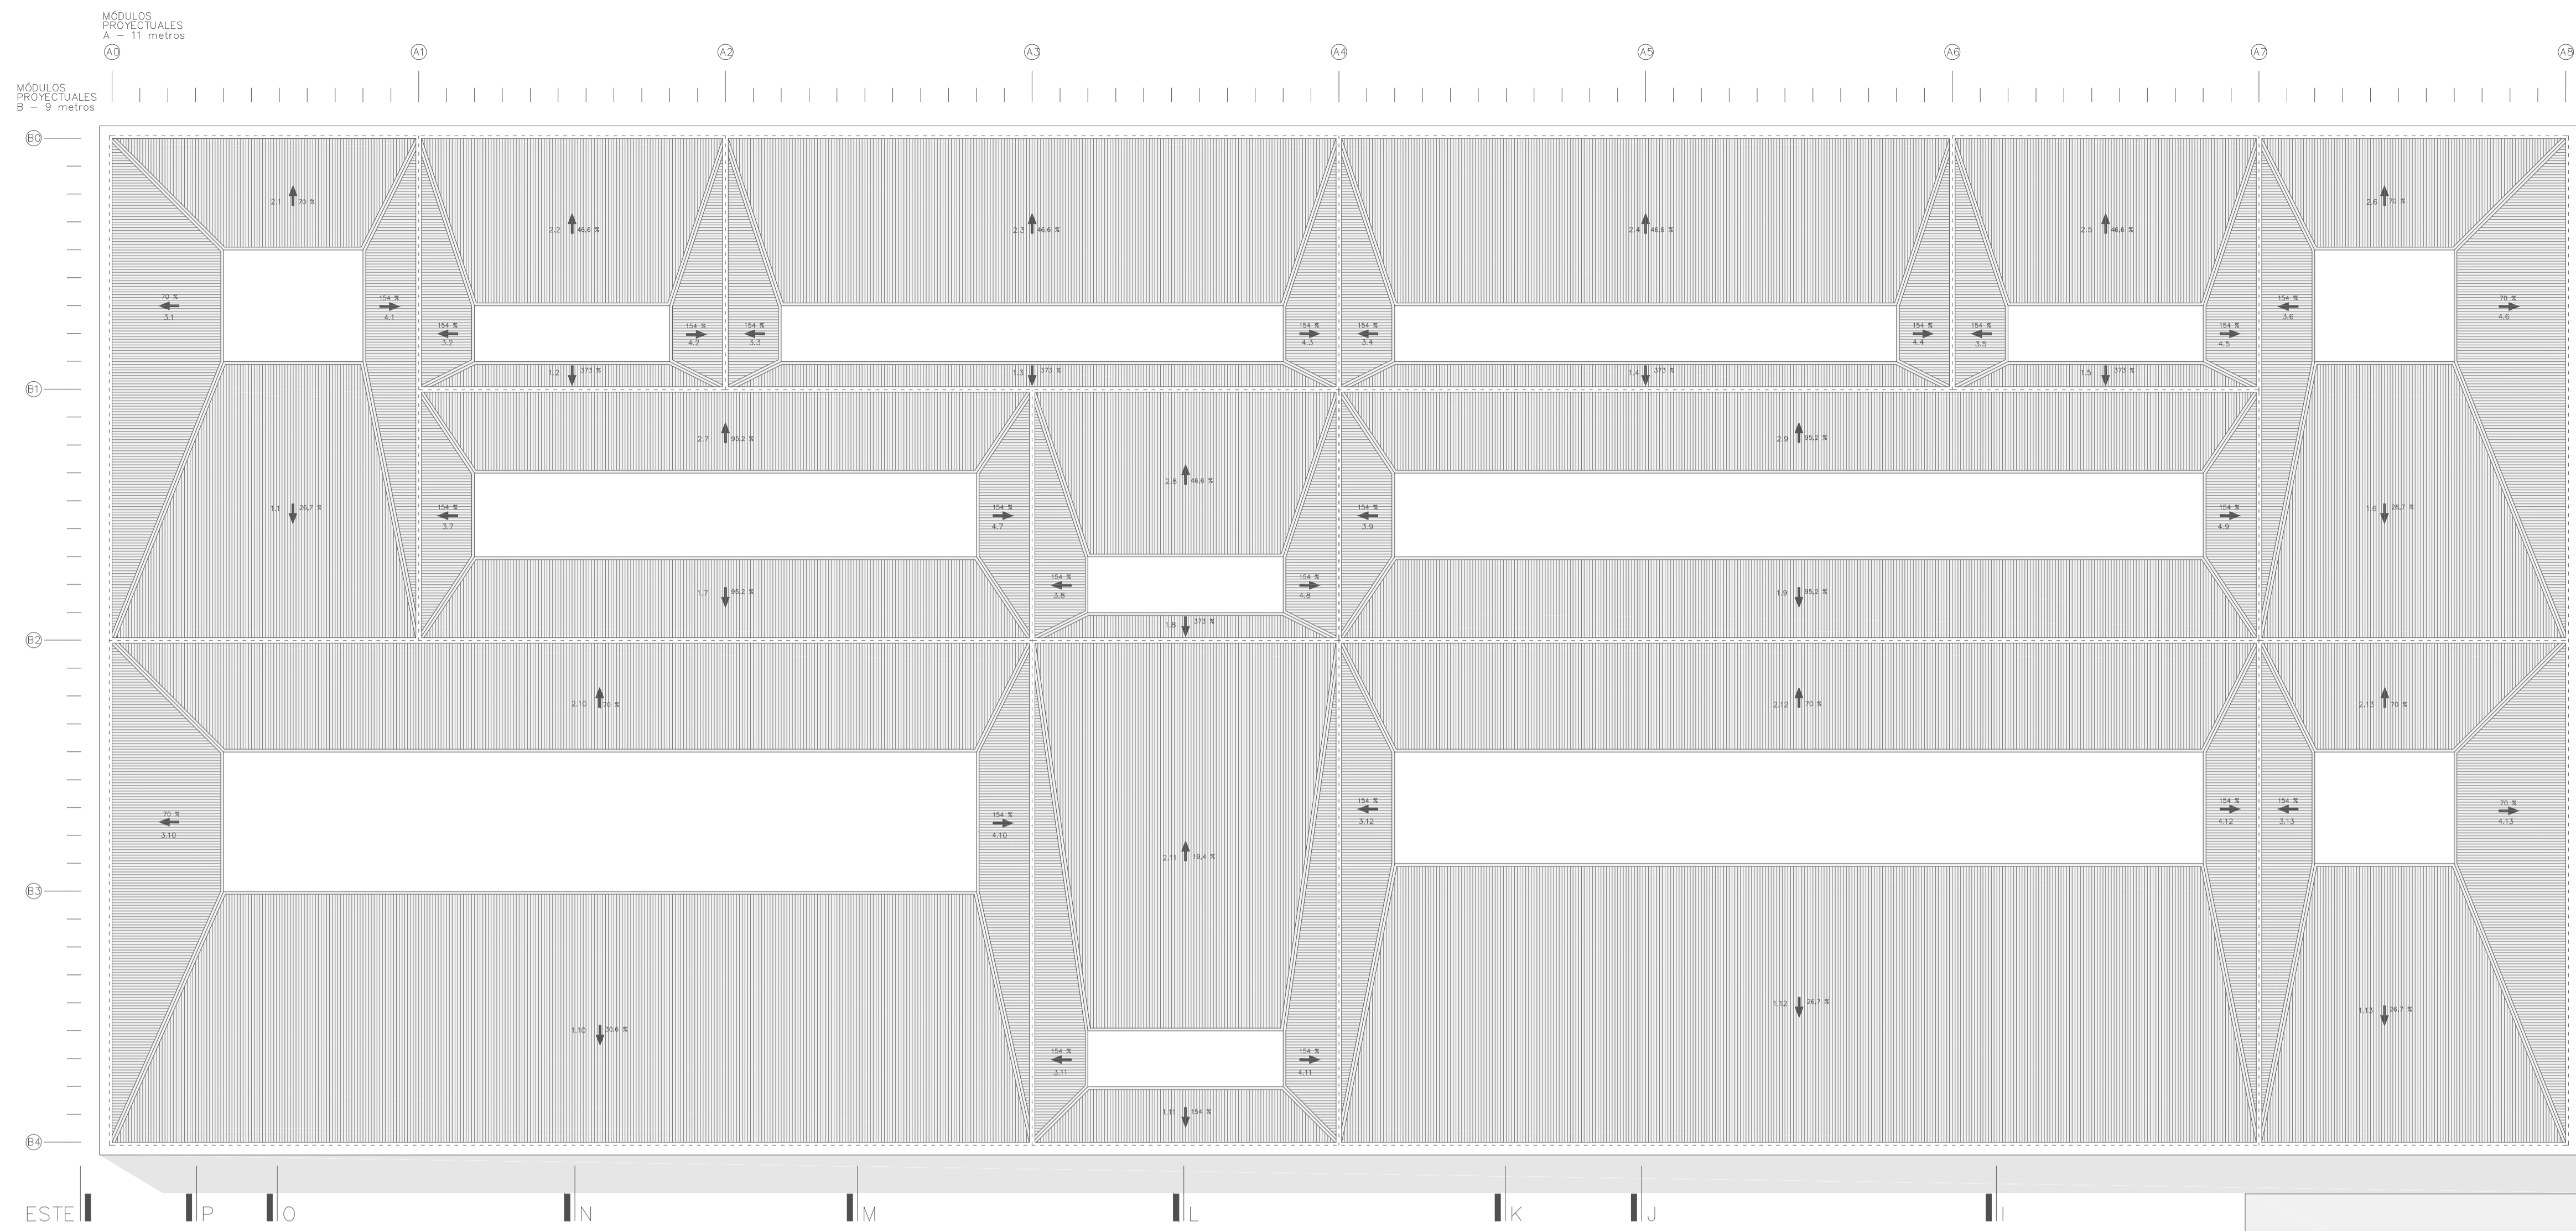 MÓDULOS
PROYECTUALES
A – 11 metros
A0 A1 A2 A3 A4 A5 A6 A7 A8
MÓDULOS
PROYECTUALES
B – 9 metros
B0
2.1 70 %
2.6 70 %
2.2 46,6 %
2.3 46,6 %
2.4 46,6 %
2.5 46,6 %
70 %
3.1
154 %
4.1
154 %
3.6
70 %
4.6
154 %
3.2
154 %
4.2
154 %
3.3
154 %
4.3
154 %
3.4
154 %
4.4
154 %
3.5
154 %
4.5
1.2 373 %
1.3 373 %
1.4 373 %
1.5 373 %
B1
2.7 95,2 %
2.9 95,2 %
2.8 46,6 %
1.1 26,7 %
154 %
3.7
154 %
4.7
154 %
3.9
154 %
4.9
1.6 26,7 %
154 %
3.8
154 %
4.8
1.7 95,2 %
1.9 95,2 %
1.8 373 %
B2
2.10 70 %
2.12 70 %
2.13 70 %
70 %
3.10
154 %
4.10
154 %
3.12
154 %
4.12
154 %
3.13
70 %
4.13
2.11 19,4 %
B3
1.12 26,7 %
1.13 26,7 %
1.10 30,6 %
154 %
3.11
154 %
4.11
1.11 154 %
B4
ESTE P O N M L K J I